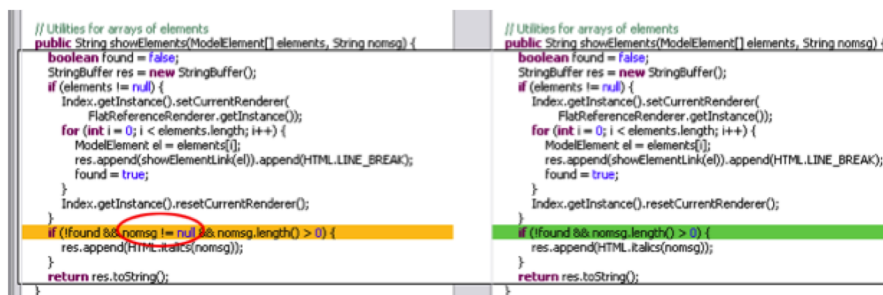 // Utilities for arrays of elements
public String showElements(ModelElement[] elements, String nomsg) {
boolean found = false;
StringBuffer res = new StringBuffer();
if (elements != null) {
Index.getInstance().setCurrentRenderer(
FlatReferenceRenderer.getInstance());
for (int i = 0; i < elements.length; i++) {
ModelElement el = elements[i];
res.append(showElementLink(el)).append(HTML.LINE_BREAK);
found = true;
}
Index.getInstance().resetCurrentRenderer();
}
if (!found && nomsg != null && nomsg.length() > 0) {
res.append(HTML.italics(nomsg));
}
return res.toString();
}
// Utilities for arrays of elements
public String showElements(ModelElement[] elements, String nomsg) {
boolean found = false;
StringBuffer res = new StringBuffer();
if (elements != null) {
Index.getInstance().setCurrentRenderer(
FlatReferenceRenderer.getInstance());
for (int i = 0; i < elements.length; i++) {
ModelElement el = elements[i];
res.append(showElementLink(el)).append(HTML.LINE_BREAK);
found = true;
}
Index.getInstance().resetCurrentRenderer();
}
if (!found && nomsg.length() > 0) {
res.append(HTML.italics(nomsg));
}
return res.toString();
}